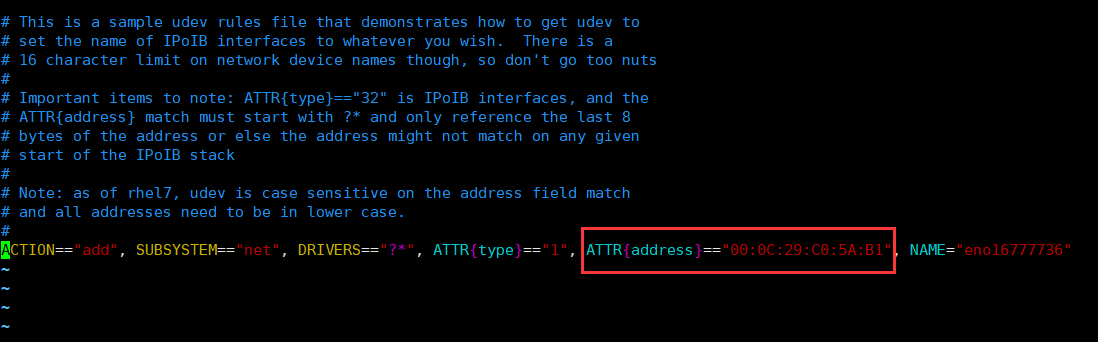 # This is a sample udev rules file that demonstrates how to get udev to
# set the name of IPoIB interfaces to whatever you wish.  There is a
# 16 character limit on network device names though, so don't go too nuts
#
# Important items to note: ATTR{type}=="32" is IPoIB interfaces, and the
# ATTR{address} match must start with ?* and only reference the last 8
# bytes of the address or else the address might not match on any given
# start of the IPoIB stack
#
# Note: as of rhel7, udev is case sensitive on the address field match
# and all addresses need to be in lower case.
#
ACTION=="add", SUBSYSTEM=="net", DRIVERS=="?*", ATTR{type}=="1", ATTR{address}=="00:0C:29:C0:5A:B1", NAME="eno16777736"
~
~
~
~